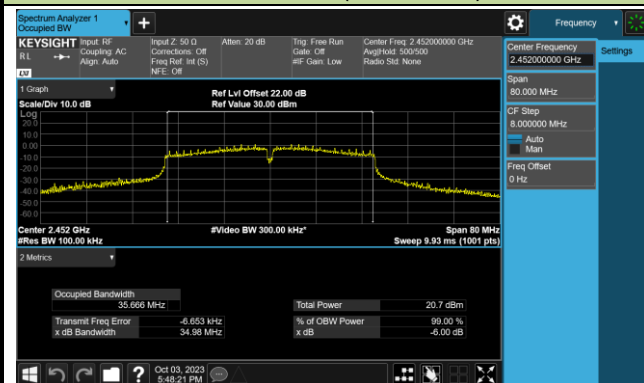 Spectrum Analyzer 1
Occupied BW
+
Frequency
KEYSIGHT
RL
LXI
Input: RF
Coupling: AC
Align: Auto
Input Z: 50 Ω
Corrections: Off
Freq Ref: Int (S)
NFE: Off
Atten: 20 dB
Trig: Free Run
Gate: Off
#IF Gain: Low
Center Freq: 2.452000000 GHz
Avg|Hold: 500/500
Radio Std: None
Center Frequency
2.452000000 GHz
Settings
Span
80.000 MHz
CF Step
8.000000 MHz
Auto
Man
Freq Offset
0 Hz
1 Graph
Scale/Div 10.0 dB
Ref Lvl Offset 22.00 dB
Ref Value 30.00 dBm
Log
20.0
10.0
0.00
-10.0
-20.0
-30.0
-40.0
-50.0
-60.0
Center 2.452 GHz
#Video BW 300.00 kHz*
Span 80 MHz
#Res BW 100.00 kHz
Sweep 9.93 ms (1001 pts)
2 Metrics
Occupied Bandwidth
35.666 MHz
Total Power 20.7 dBm
Transmit Freq Error -6.653 kHz
% of OBW Power 99.00 %
x dB Bandwidth 34.98 MHz
x dB -6.00 dB
?
Oct 03, 2023
5:48:21 PM